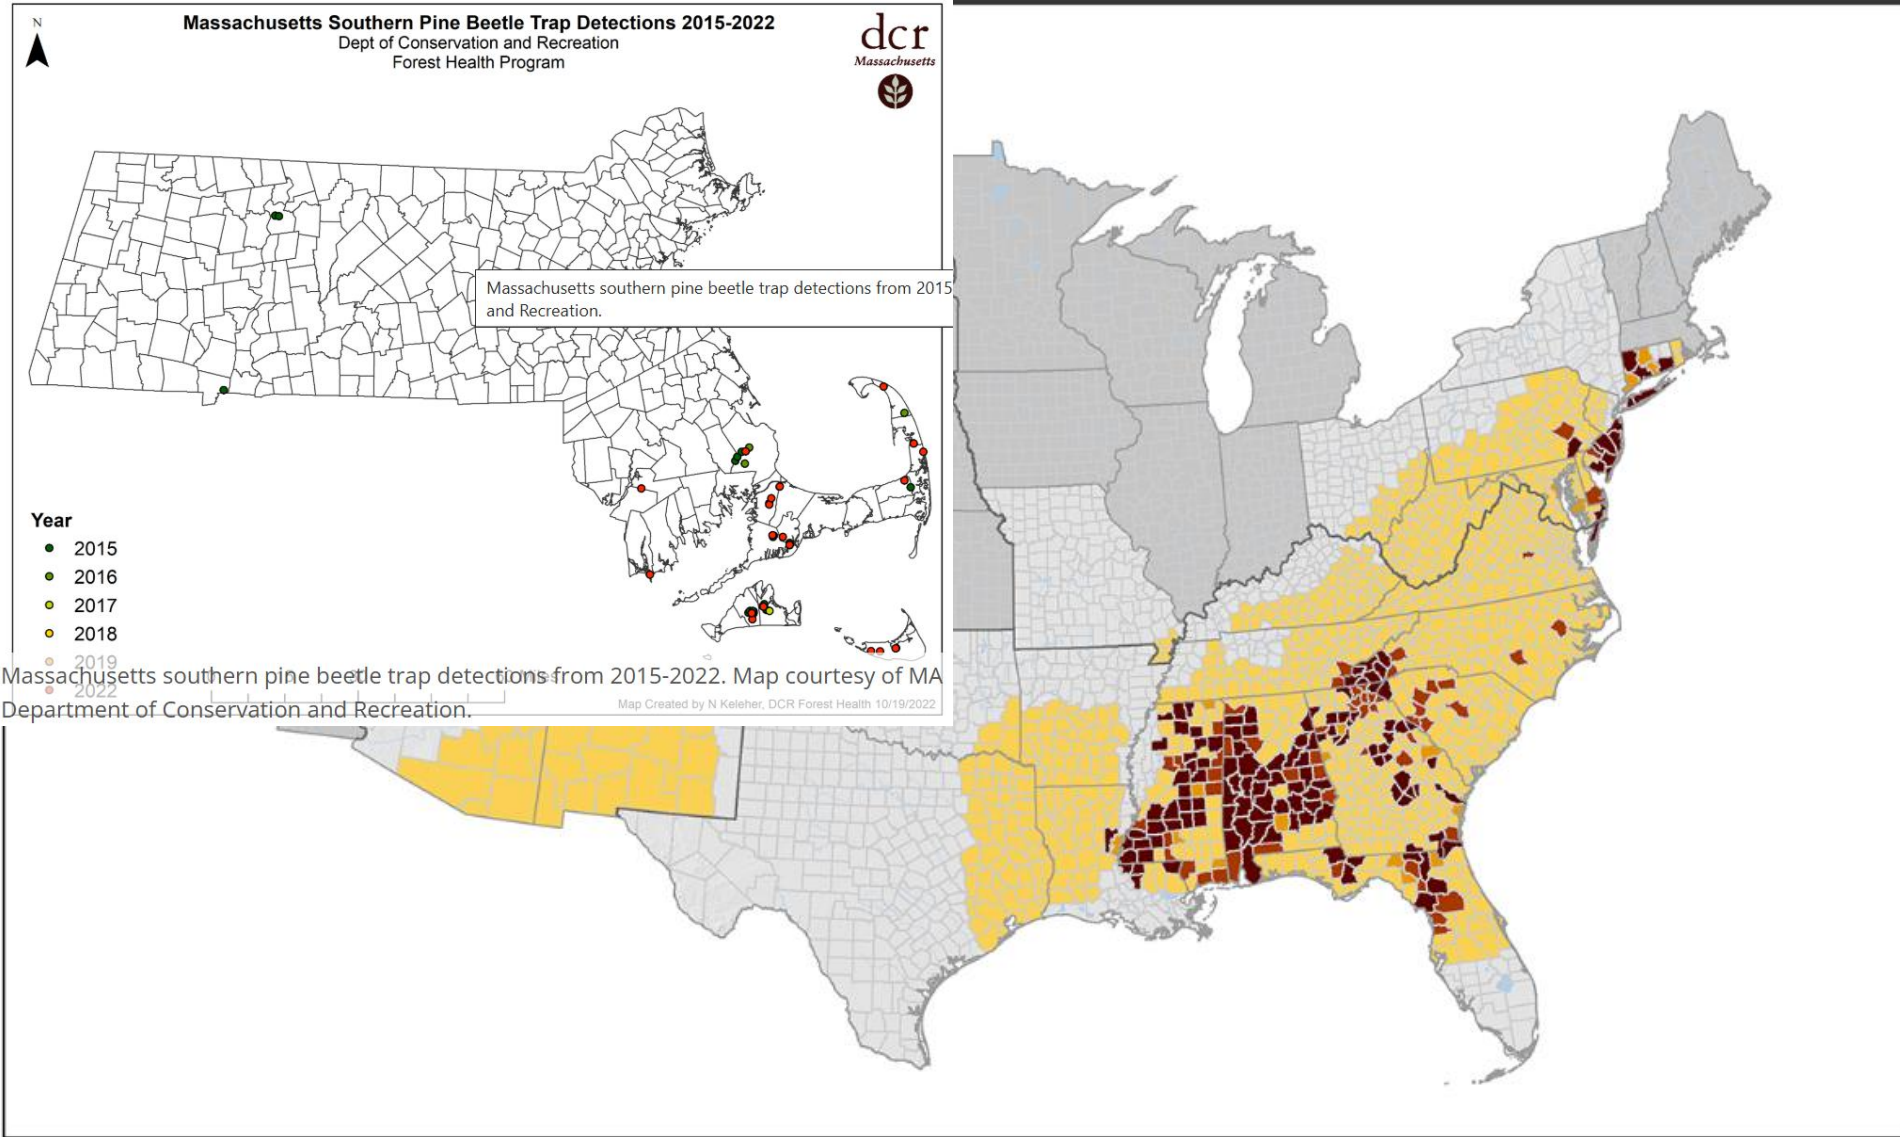 N
Massachusetts Southern Pine Beetle Trap Detections 2015-2022
Dept of Conservation and Recreation
Forest Health Program
dcr
Massachusetts
Massachusetts southern pine beetle trap detections from 2015
and Recreation.
Year
2015
2016
2017
2018
2019
2022
Massachusetts southern pine beetle trap detections from 2015-2022. Map courtesy of MA
Department of Conservation and Recreation.
Map Created by N Keleher, DCR Forest Health 10/19/2022